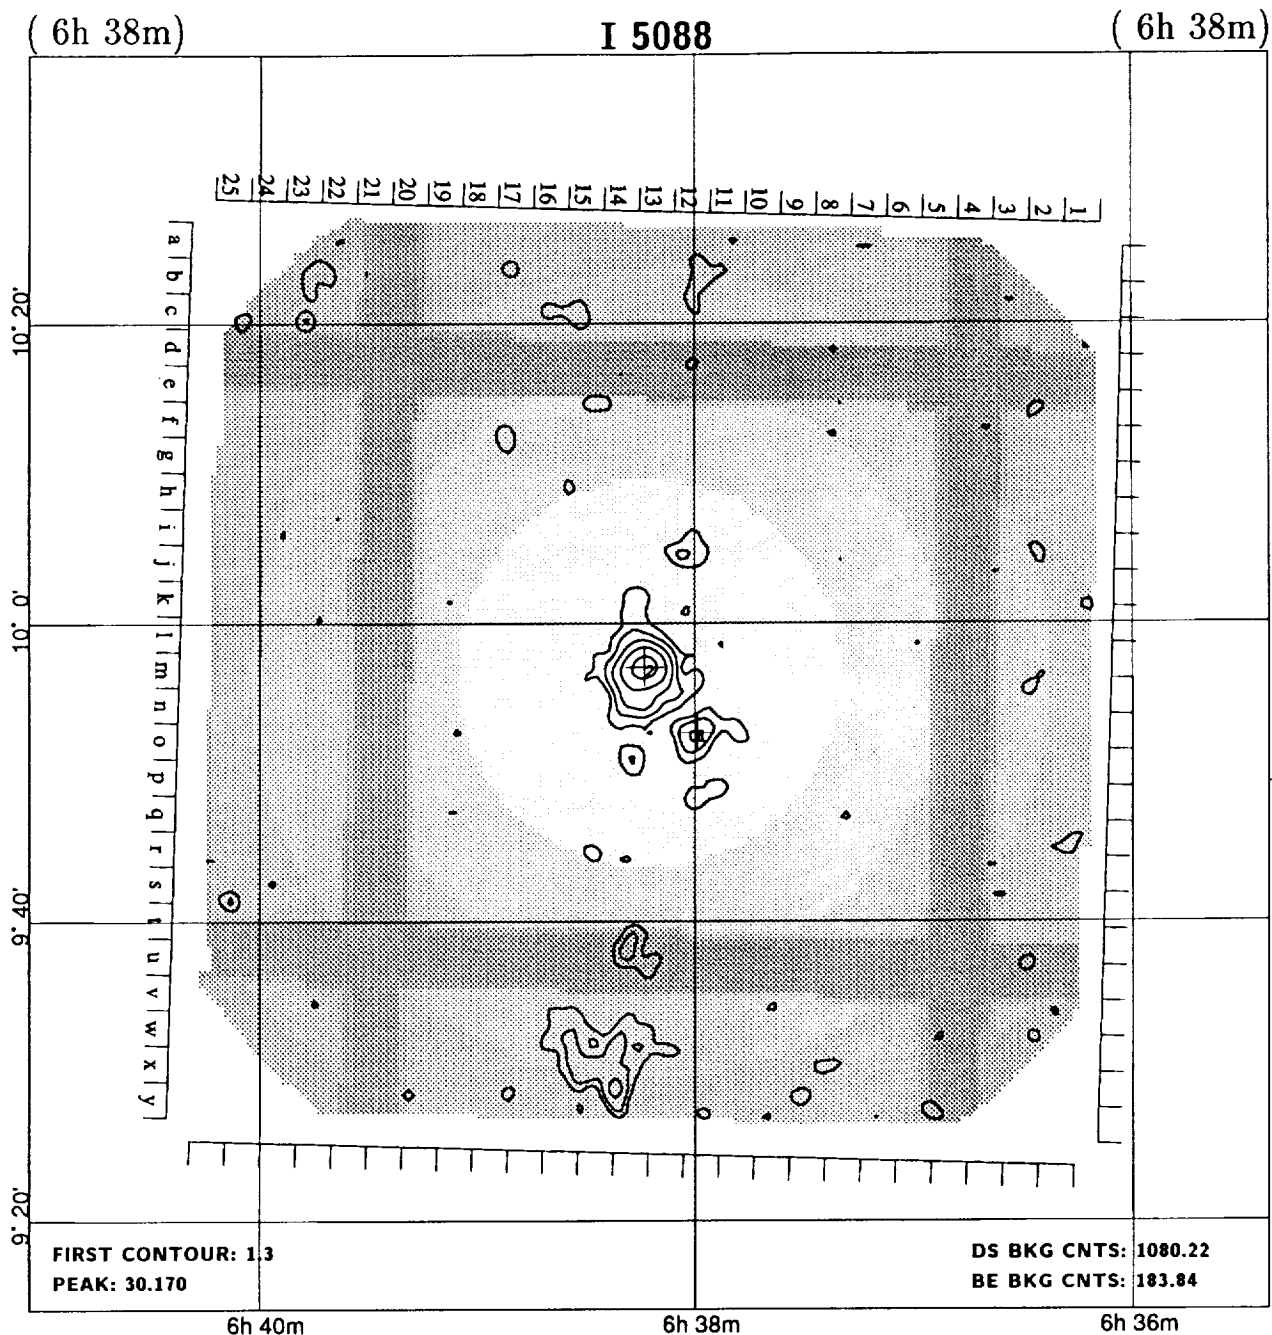 ( 6h 38m)
I 5088
( 6h 38m)
25 24 23 22 21 20 19 18 17 16 15 14 13 12 11 10 9 8 7 6 5 4 3 2 1
a b c d e f g h i j k l m n o p q r s t u v w x y
10° 20'
10° 0'
9° 40'
9° 20'
FIRST CONTOUR: 1.3
PEAK: 30.170
DS BKG CNTS: 1080.22
BE BKG CNTS: 183.84
6h 40m
6h 38m
6h 36m